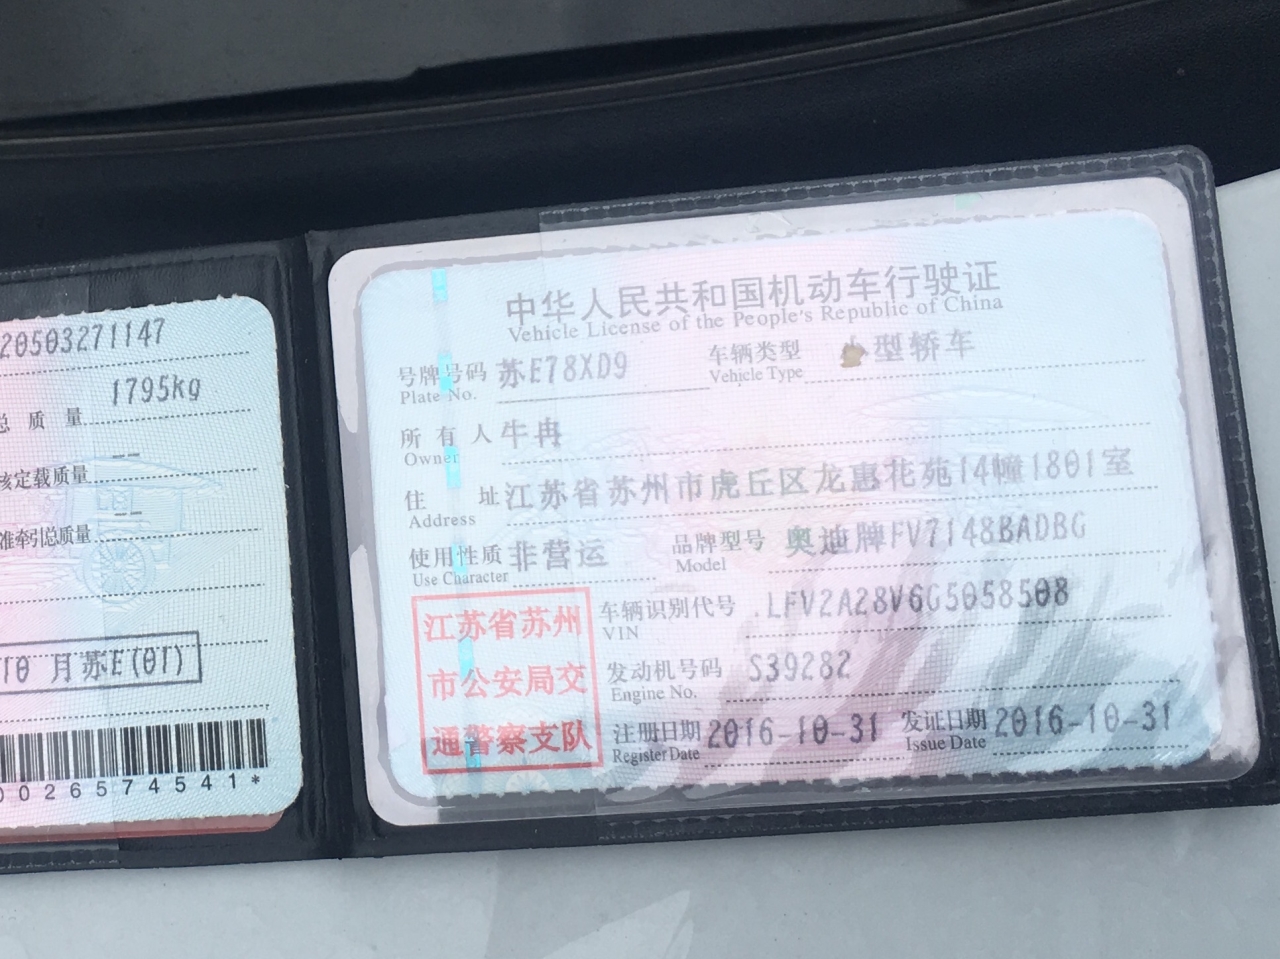 20503271147
总 质 量 1795kg
核定载质量 --
准牵引总质量 --
10 月苏E(01)
0026574541*
中华人民共和国机动车行驶证
Vehicle License of the People's Republic of China
号牌号码 苏E78XD9 车辆类型 小型轿车
Plate No. Vehicle Type
所 有 人 牛冉
Owner
住 址 江苏省苏州市虎丘区龙惠花苑14幢1801室
Address
使用性质 非营运 品牌型号 奥迪牌FV7148BADBG
Use Character Model
江苏省苏州
市公安局交
通警察支队
车辆识别代号 .LFV2A28V6G5058508
VIN
发动机号码 S39282
Engine No.
注册日期 2016-10-31 发证日期 2016-10-31
Register Date Issue Date